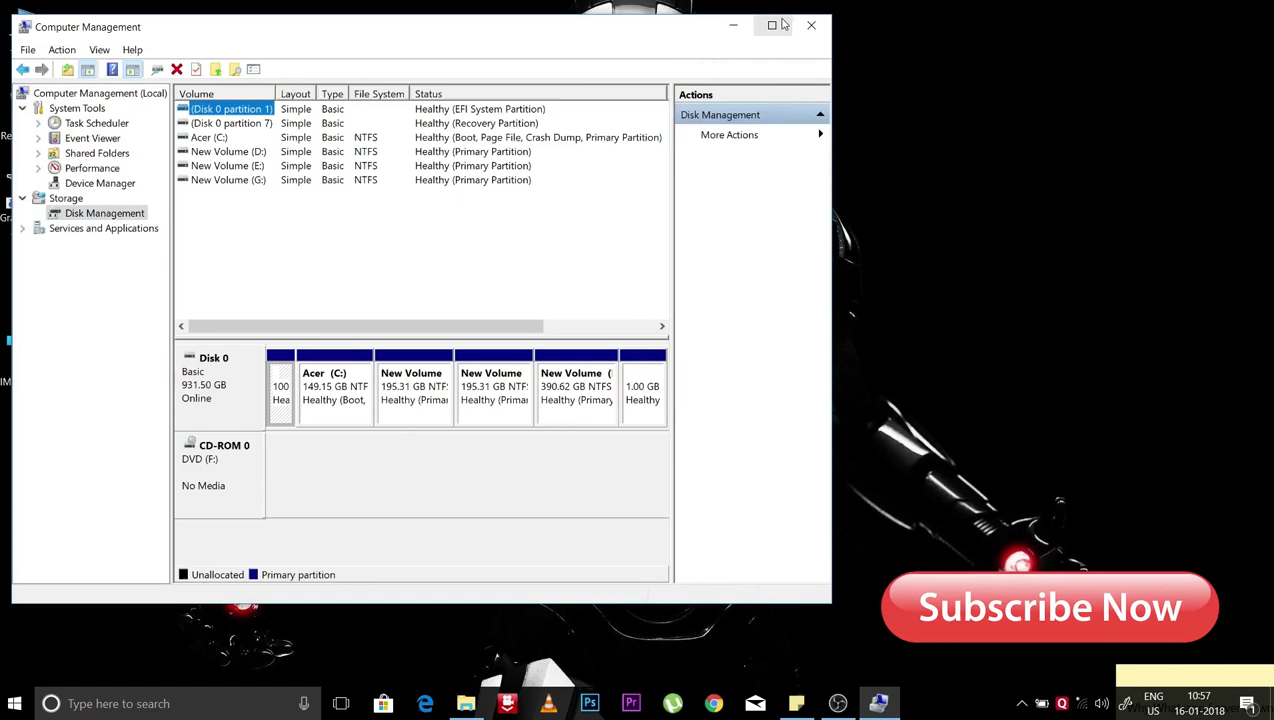 Computer Management
File Action View Help
Computer Management (Local)
System Tools
Task Scheduler
Event Viewer
Shared Folders
Performance
Device Manager
Storage
Disk Management
Services and Applications
Volume Layout Type File System Status
(Disk 0 partition 1) Simple Basic Healthy (EFI System Partition)
(Disk 0 partition 7) Simple Basic Healthy (Recovery Partition)
Acer (C:) Simple Basic NTFS Healthy (Boot, Page File, Crash Dump, Primary Partition)
New Volume (D:) Simple Basic NTFS Healthy (Primary Partition)
New Volume (E:) Simple Basic NTFS Healthy (Primary Partition)
New Volume (G:) Simple Basic NTFS Healthy (Primary Partition)
Actions
Disk Management
More Actions
Disk 0
Basic
931.50 GB
Online
100
Hea
Acer (C:)
149.15 GB NTF
Healthy (Boot,
New Volume
195.31 GB NTF
Healthy (Prima
New Volume
195.31 GB NTF
Healthy (Prima
New Volume (
390.62 GB NTFS
Healthy (Primary
1.00 GB
Healthy
CD-ROM 0
DVD (F:)
No Media
Unallocated Primary partition
Subscribe Now
Type here to search
Ps Pr
ENG
US
10:57
16-01-2018